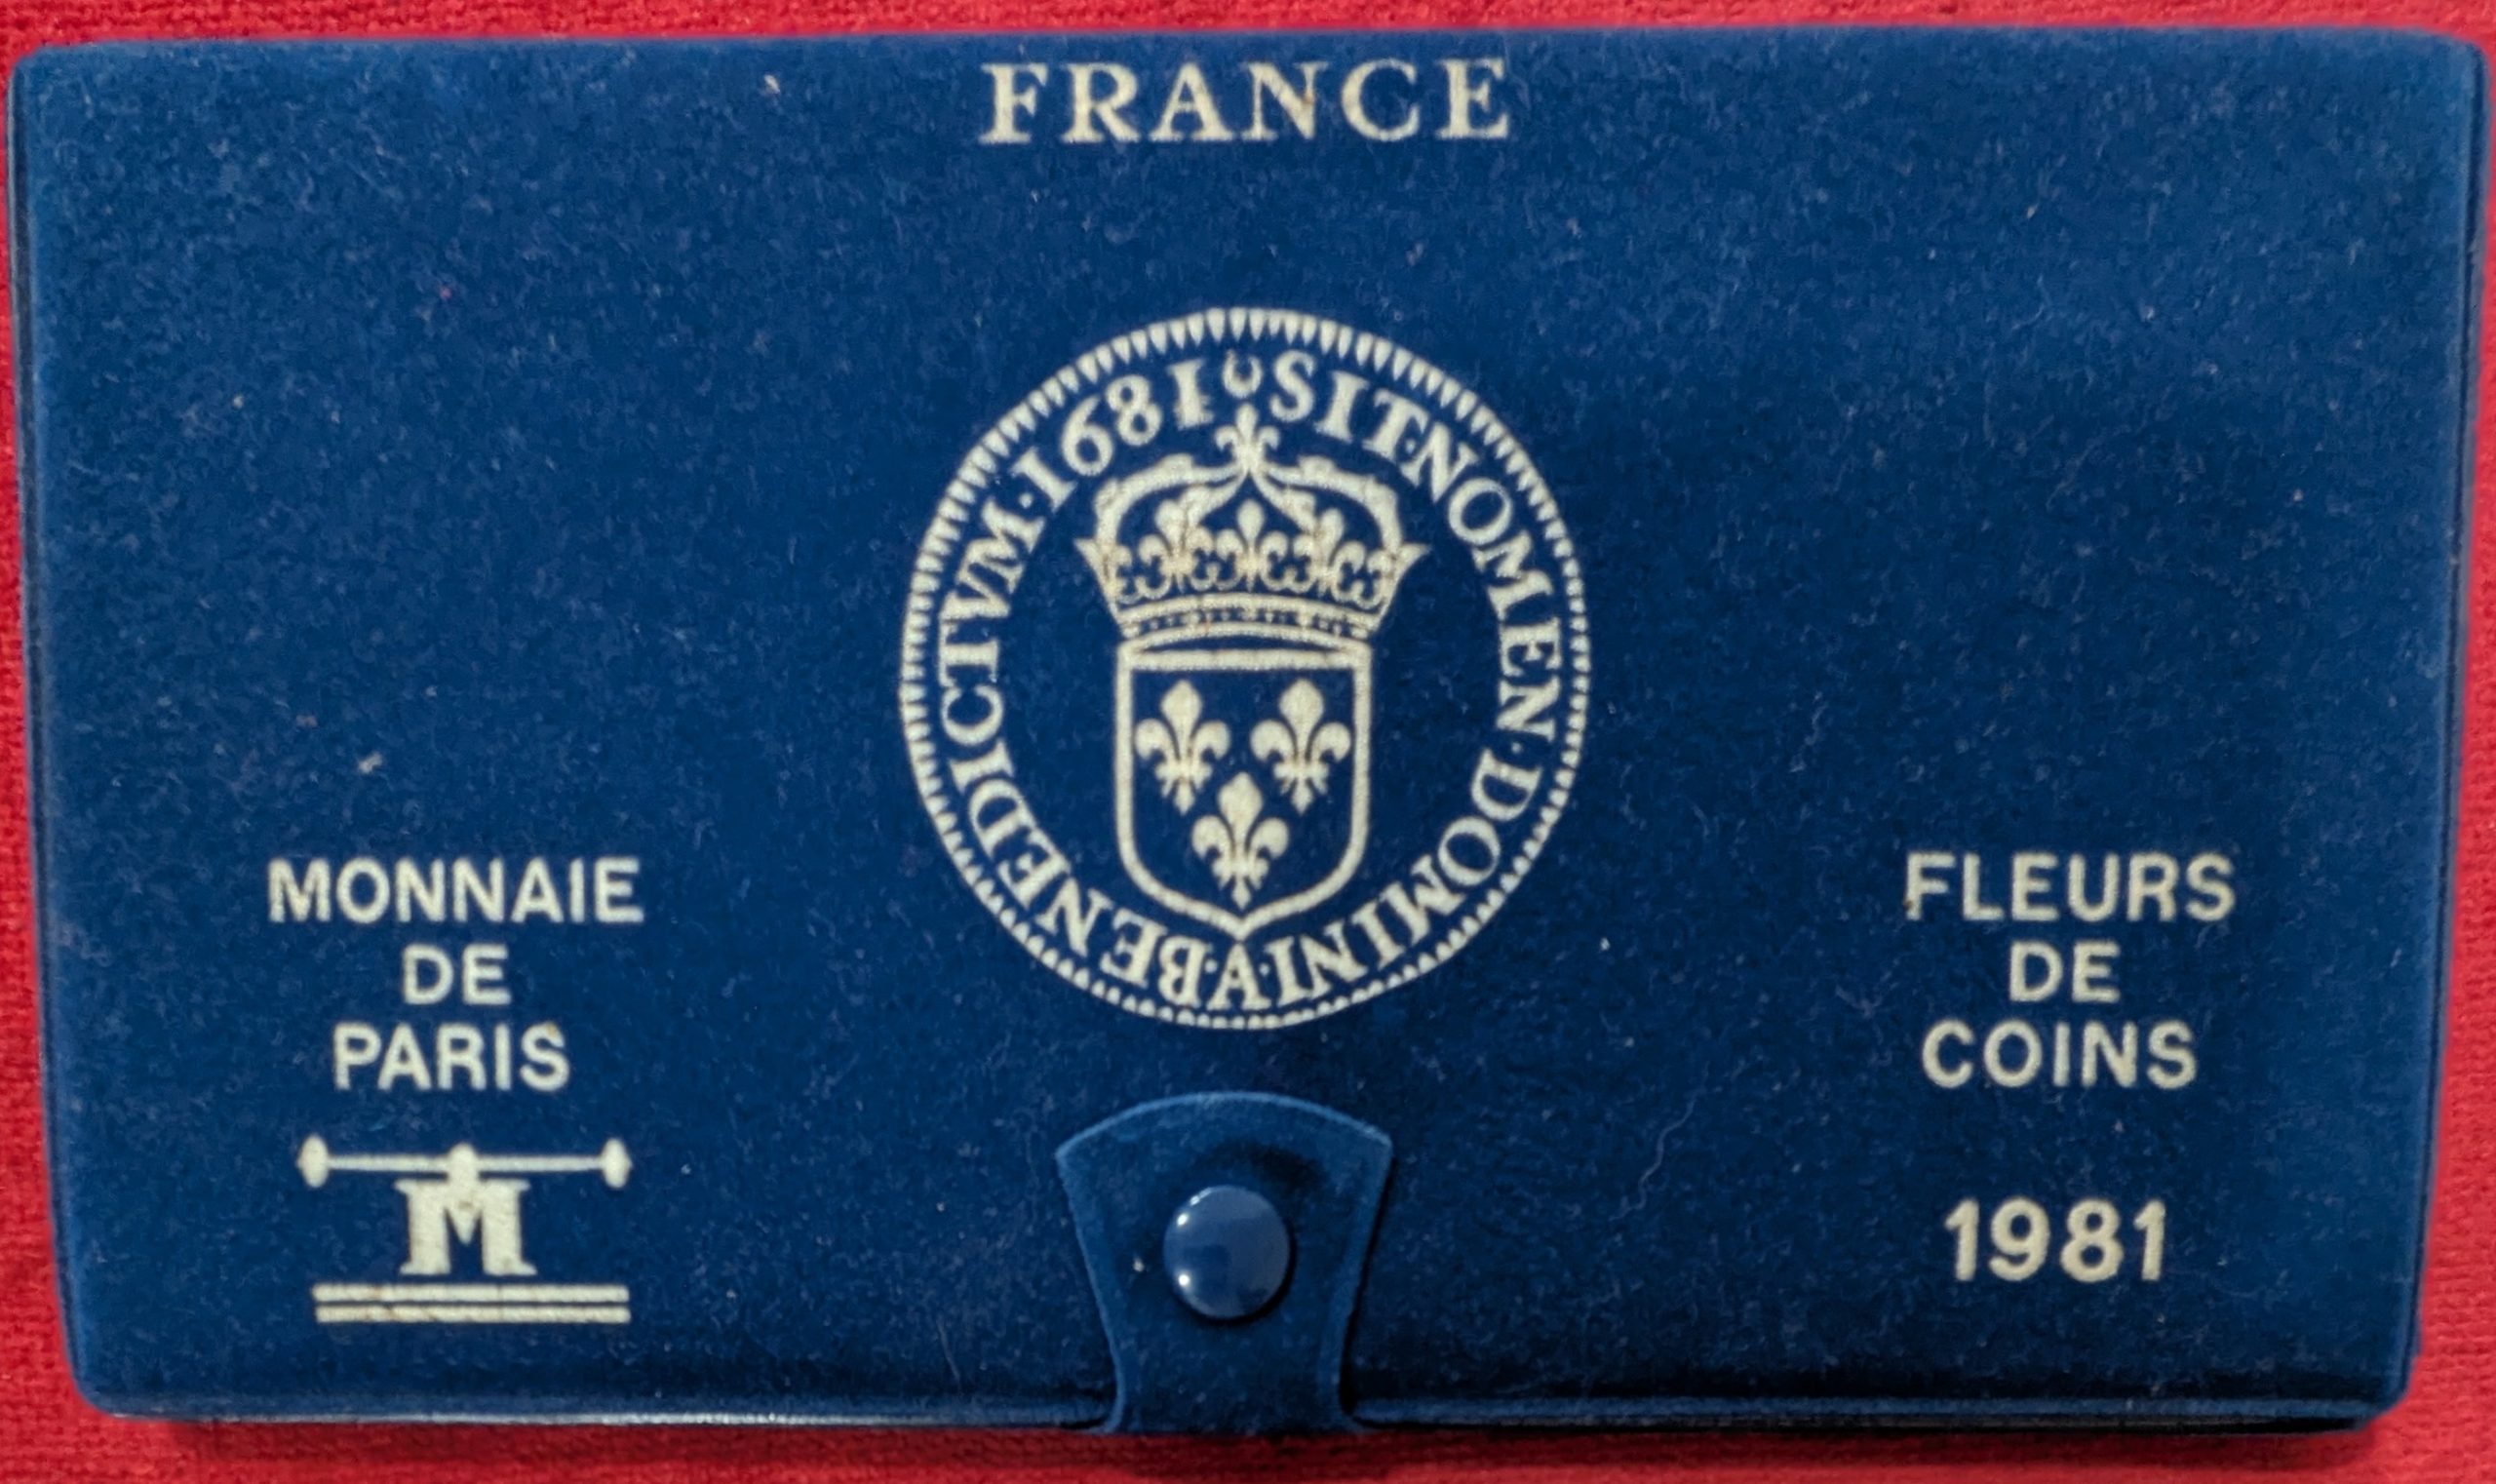 FRANCE
SIT·NOMEN·DOMINI·A·BENEDICTVM·1681
MONNAIE
DE
PARIS
M
FLEURS
DE
COINS
1981